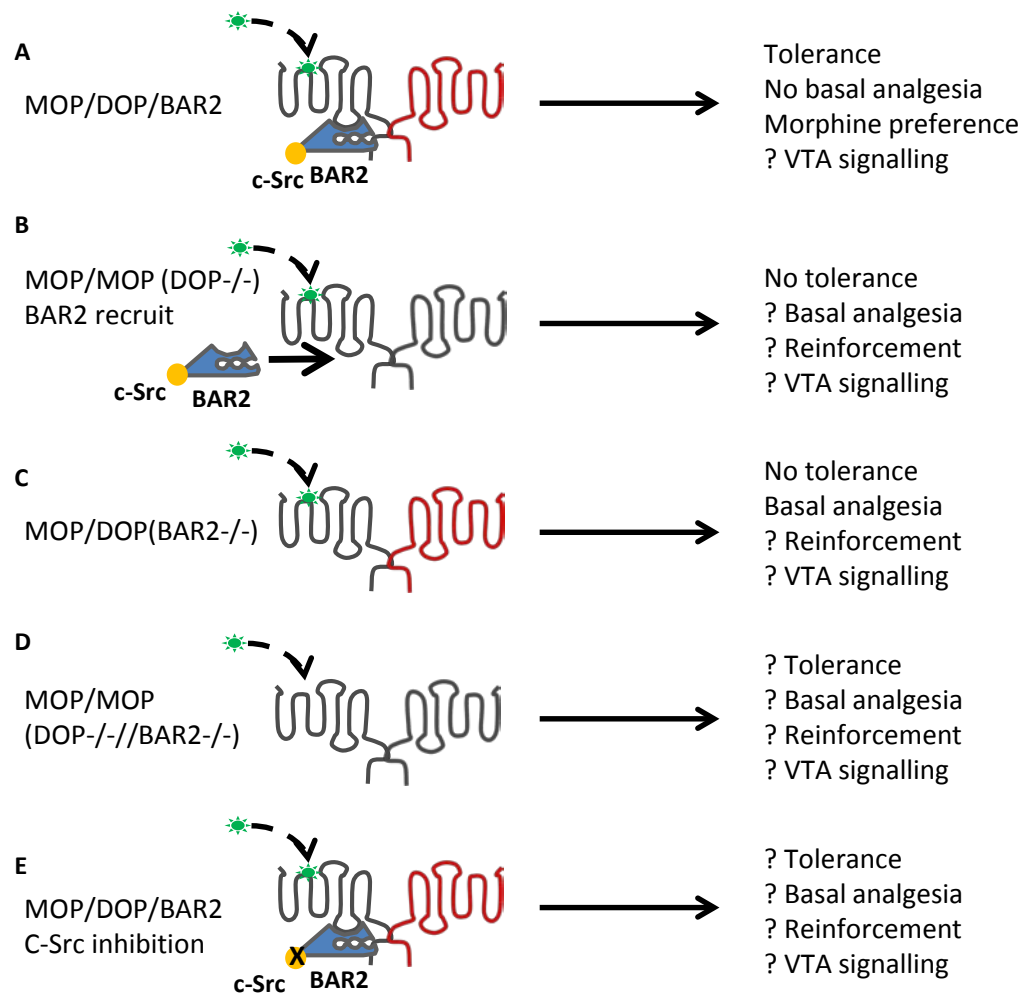 A
MOP/DOP/BAR2
c-Src BAR2
Tolerance
No basal analgesia
Morphine preference
? VTA signalling
B
MOP/MOP (DOP-/-)
BAR2 recruit
c-Src BAR2
No tolerance
? Basal analgesia
? Reinforcement
? VTA signalling
C
MOP/DOP(BAR2-/-)
No tolerance
Basal analgesia
? Reinforcement
? VTA signalling
D
MOP/MOP
(DOP-/-//BAR2-/-)
? Tolerance
? Basal analgesia
? Reinforcement
? VTA signalling
E
MOP/DOP/BAR2
C-Src inhibition
X
c-Src BAR2
? Tolerance
? Basal analgesia
? Reinforcement
? VTA signalling